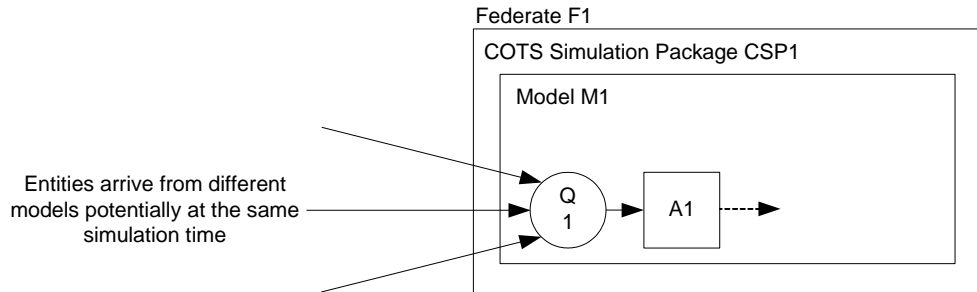 Federate F1
COTS Simulation Package CSP1
Model M1
Entities arrive from different
models potentially at the same
simulation time
Q
1
A1